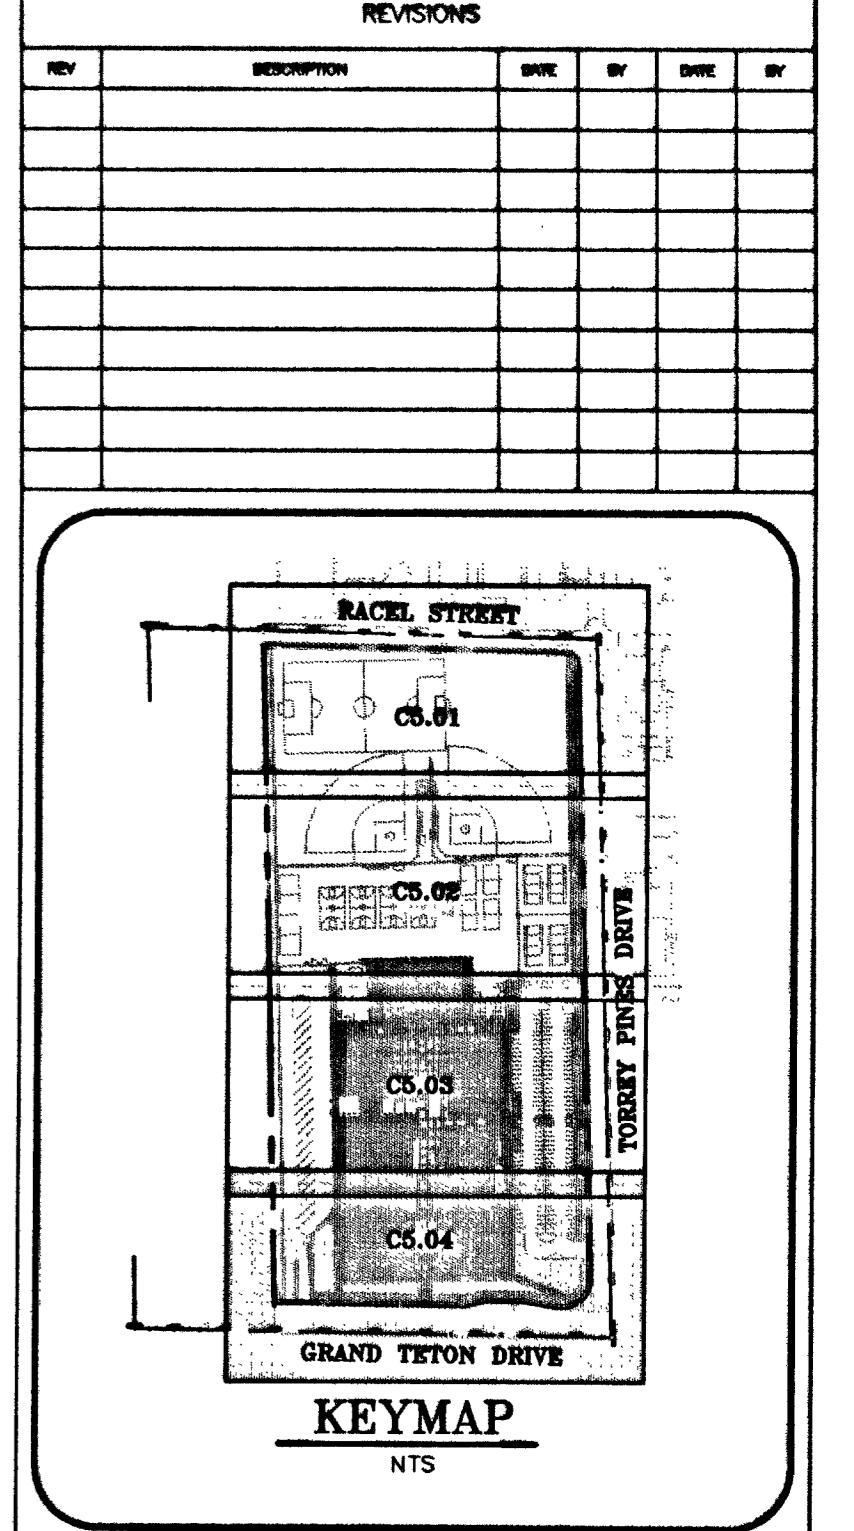 REVISIONS
REV DESCRIPTION DATE BY DATE BY
RACEL STREET
C5.01
C5.02
TORREY PINES DRIVE
C5.03
C5.04
GRAND TETON DRIVE
KEYMAP
NTS